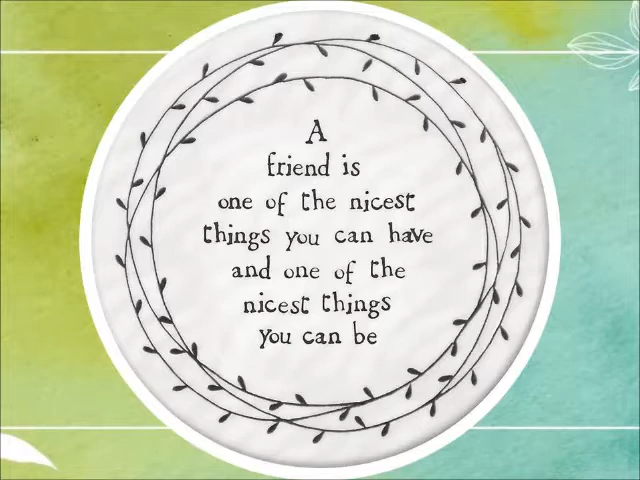 A
friend is
one of the nicest
things you can have
and one of the
nicest things
you can be